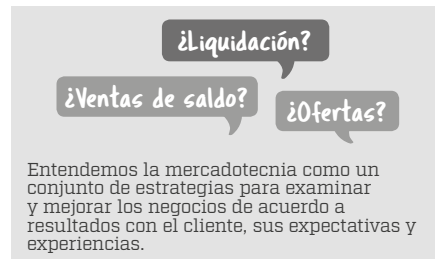 ¿Liquidación?
¿Ventas de saldo?
¿Ofertas?
Entendemos la mercadotecnia como un
conjunto de estrategias para examinar
y mejorar los negocios de acuerdo a
resultados con el cliente, sus expectativas y
experiencias.